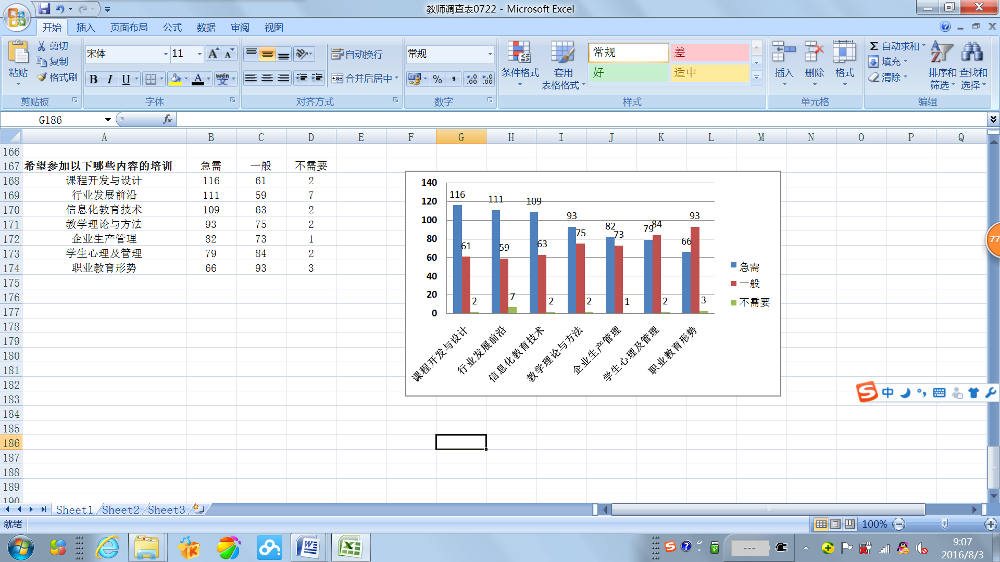 教师调查表0722 - Microsoft Excel
开始 插入 页面布局 公式 数据 审阅 视图
粘贴 剪切 复制 格式刷
宋体 11
B I U A wén
自动换行
合并后居中
常规
% ,
条件格式 套用表格格式
常规 差
好 适中
插入 删除 格式
Σ 自动求和 填充 清除
排序和筛选 查找和选择
剪贴板 字体 对齐方式 数字 样式 单元格 编辑
G186 fx
A B C D E F G H I J K L M N O P Q
166
167 希望参加以下哪些内容的培训 急需 一般 不需要
168 课程开发与设计 116 61 2
169 行业发展前沿 111 59 7
170 信息化教育技术 109 63 2
171 教学理论与方法 93 75 2
172 企业生产管理 82 73 1
173 学生心理及管理 79 84 2
174 职业教育形势 66 93 3
175
176
177
178
179
180
181
182
183
184
185
186
187
188
189
190
140
120
100
80
60
40
20
0
116 61 2
111 59 7
109 63 2
93 75 2
82 73 1
79 84 2
66 93 3
课程开发与设计
行业发展前沿
信息化教育技术
教学理论与方法
企业生产管理
学生心理及管理
职业教育形势
急需
一般
不需要
77
中
Sheet1 Sheet2 Sheet3
就绪 100%
---
9:07
2016/8/3